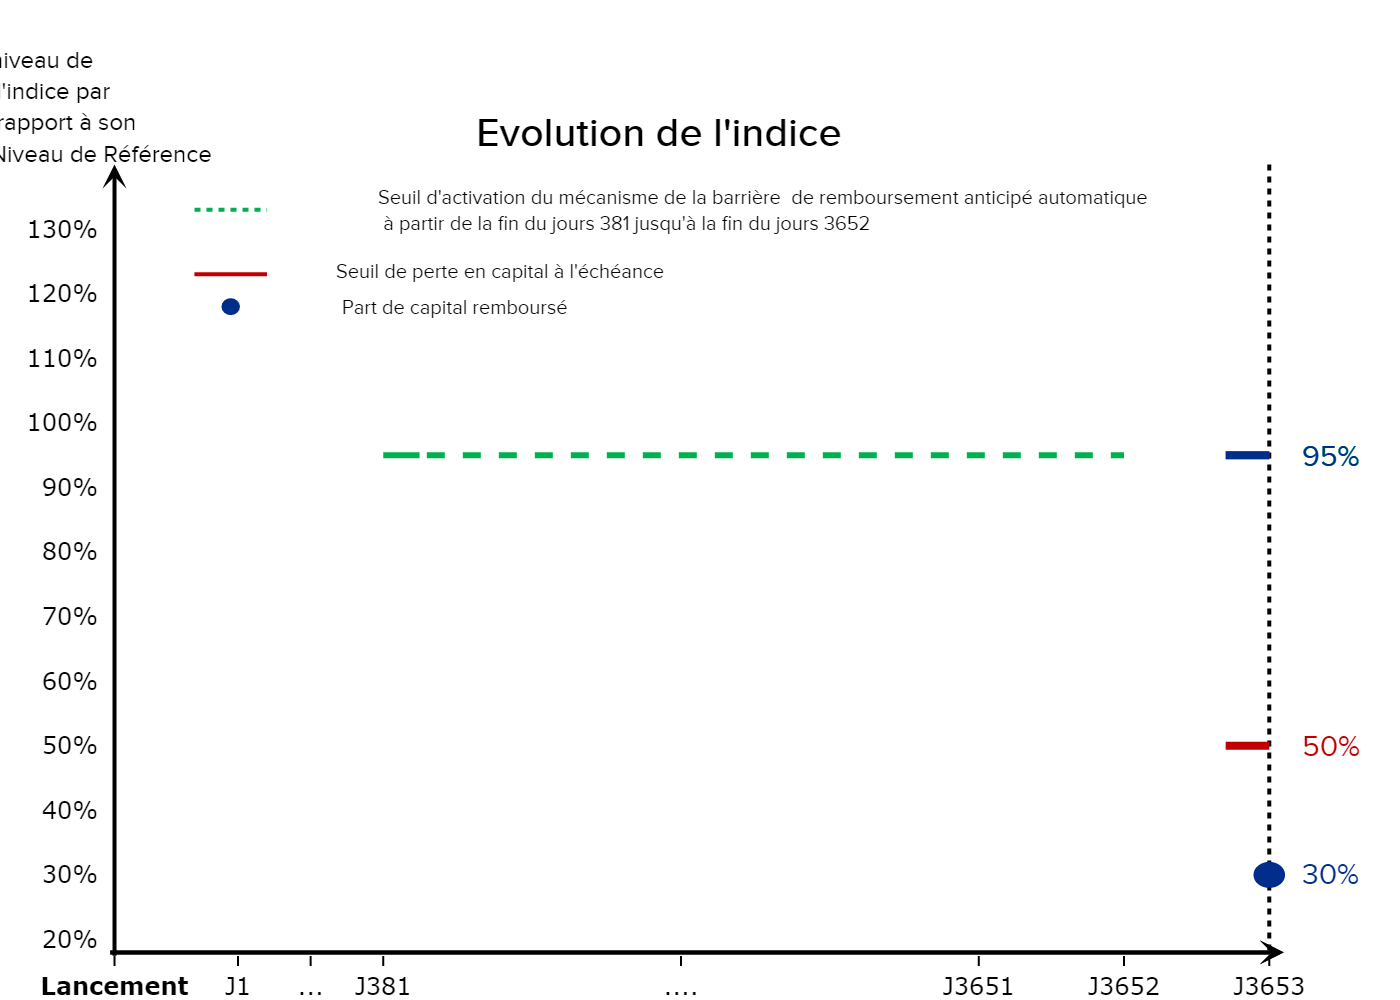 niveau de
l'indice par
rapport à son
Niveau de Référence
Evolution de l'indice
Seuil d'activation du mécanisme de la barrière de remboursement anticipé automatique
à partir de la fin du jours 381 jusqu'à la fin du jours 3652
Seuil de perte en capital à l'échéance
Part de capital remboursé
130%
120%
110%
100%
90%
80%
70%
60%
50%
40%
30%
20%
95%
50%
30%
Lancement J1 ... J381 .... J3651 J3652 J3653